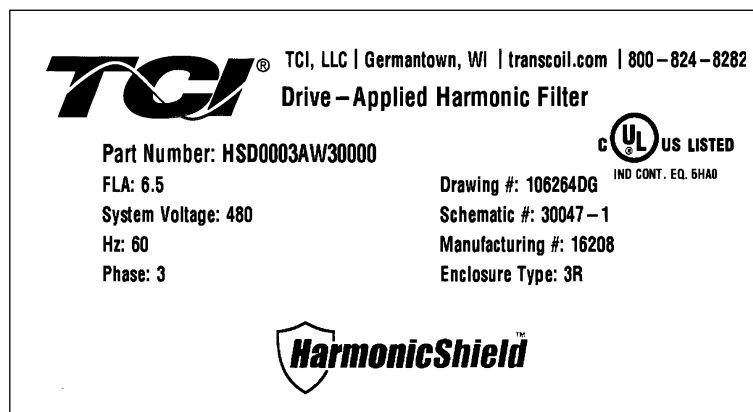 TCI® TCI, LLC | Germantown, WI | transcoil.com | 800-824-8282
Drive-Applied Harmonic Filter
C UL ® US LISTED
IND CONT. EQ. 5HA0
Part Number: HSD0003AW30000
FLA: 6.5
System Voltage: 480
Hz: 60
Phase: 3
Drawing #: 106264DG
Schematic #: 30047-1
Manufacturing #: 16208
Enclosure Type: 3R
HarmonicShield™